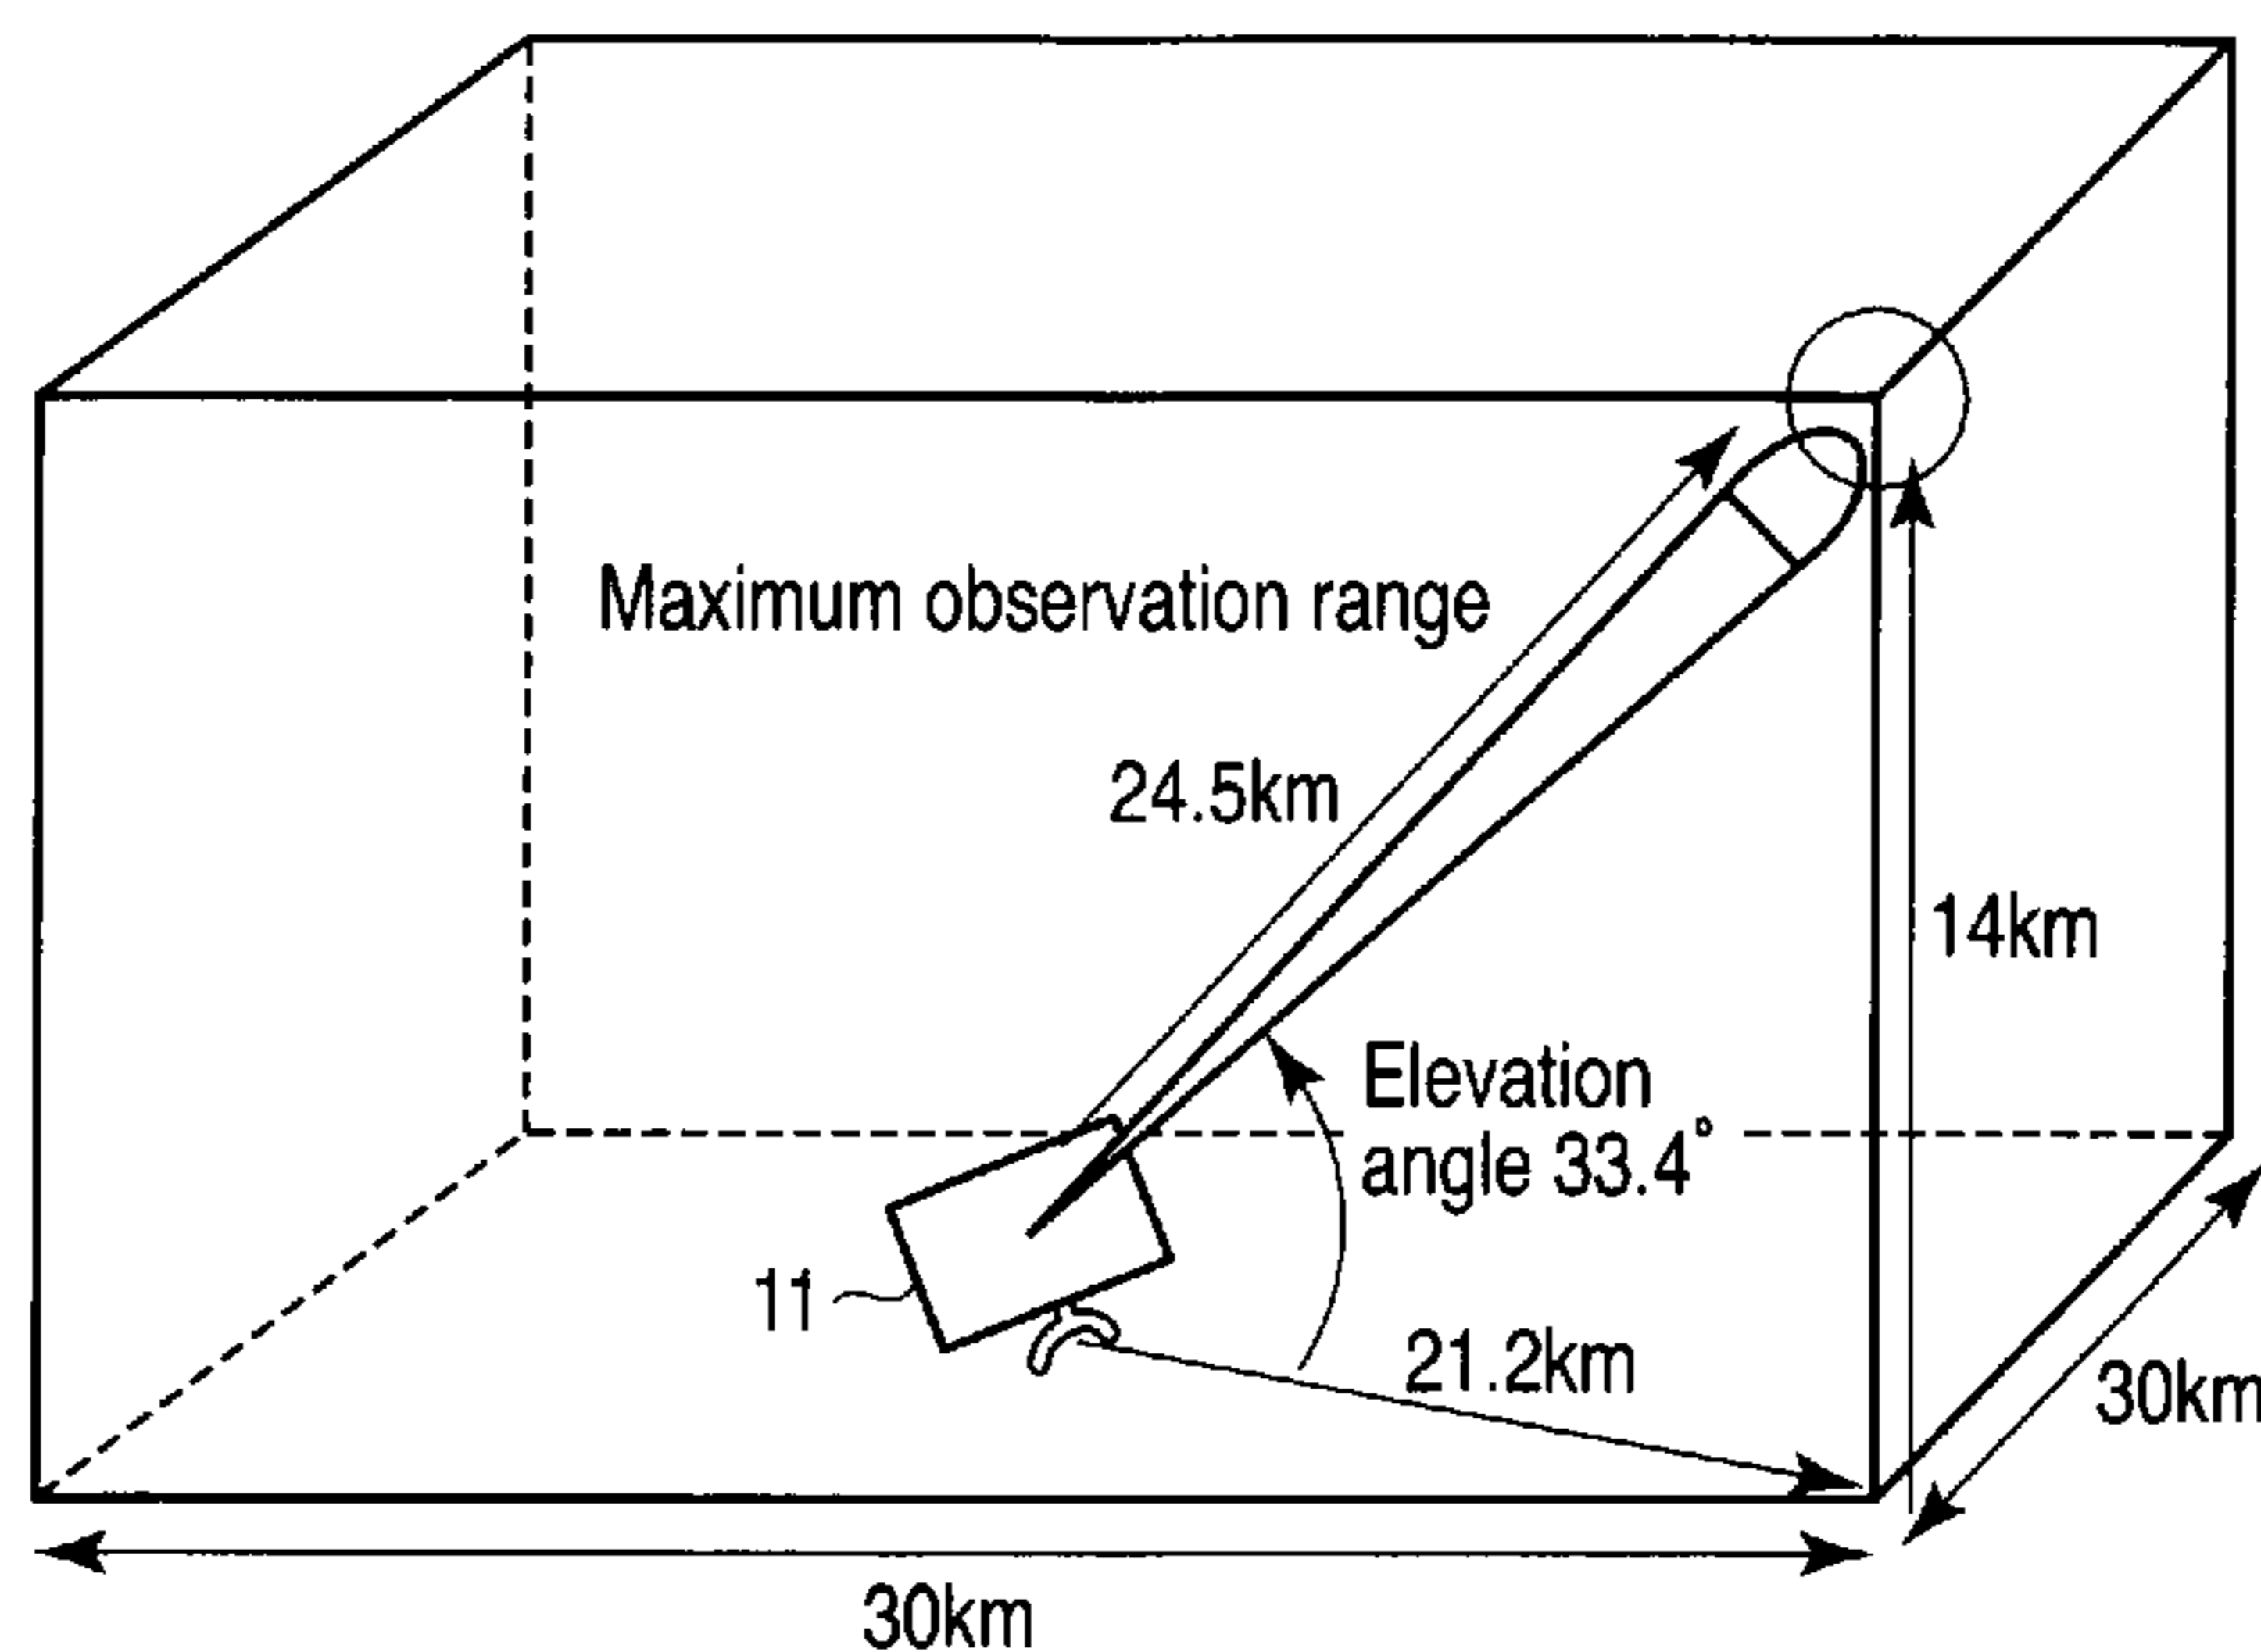 Maximum observation range
24.5km
14km
Elevation
angle 33.4°
11
21.2km
30km
30km